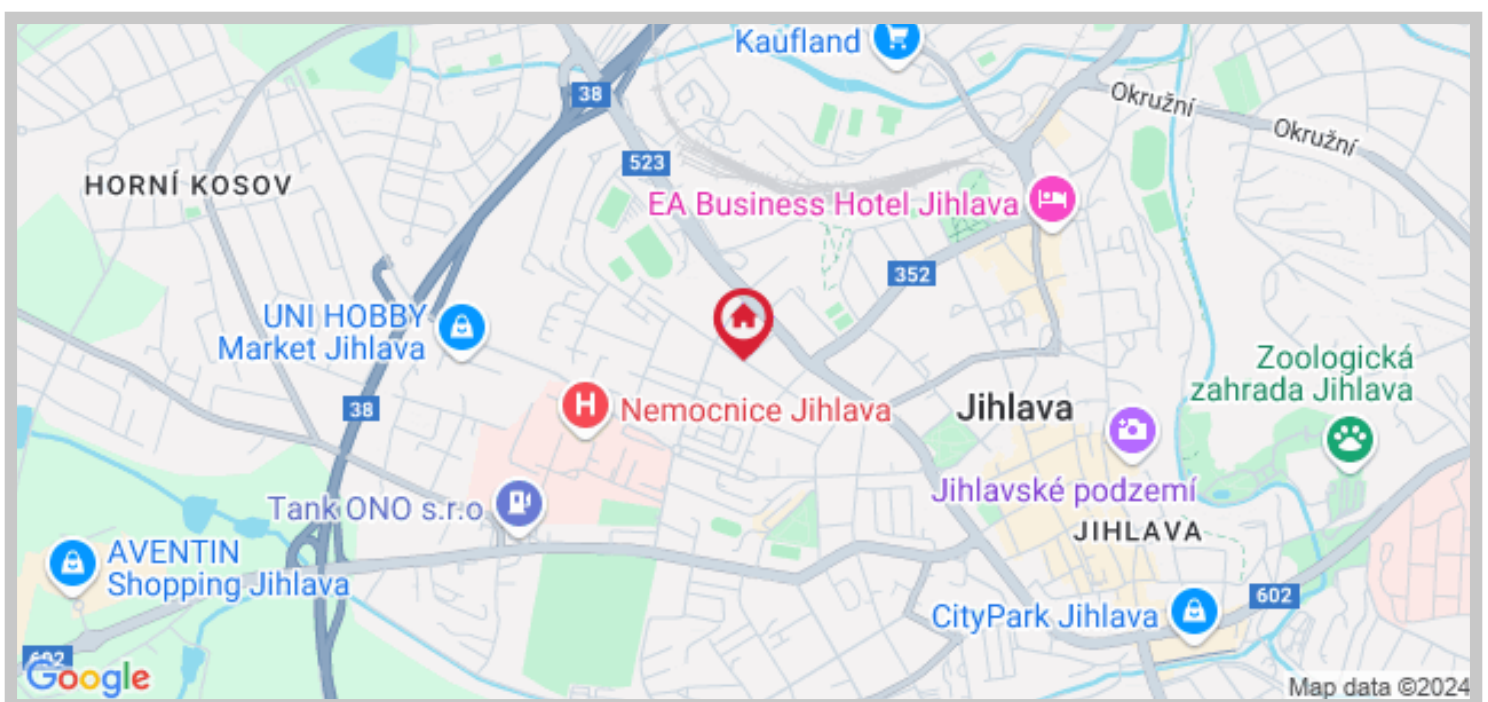 Kaufland
38
Okružní
Okružní
523
HORNÍ KOSOV
EA Business Hotel Jihlava
352
UNI HOBBY
Market Jihlava
Zoologická
zahrada Jihlava
38
H
Nemocnice Jihlava
Jihlava
Jihlavské podzemí
Tank ONO s.r.o
JIHLAVA
AVENTIN
Shopping Jihlava
602
CityPark Jihlava
Google
Map data ©2024